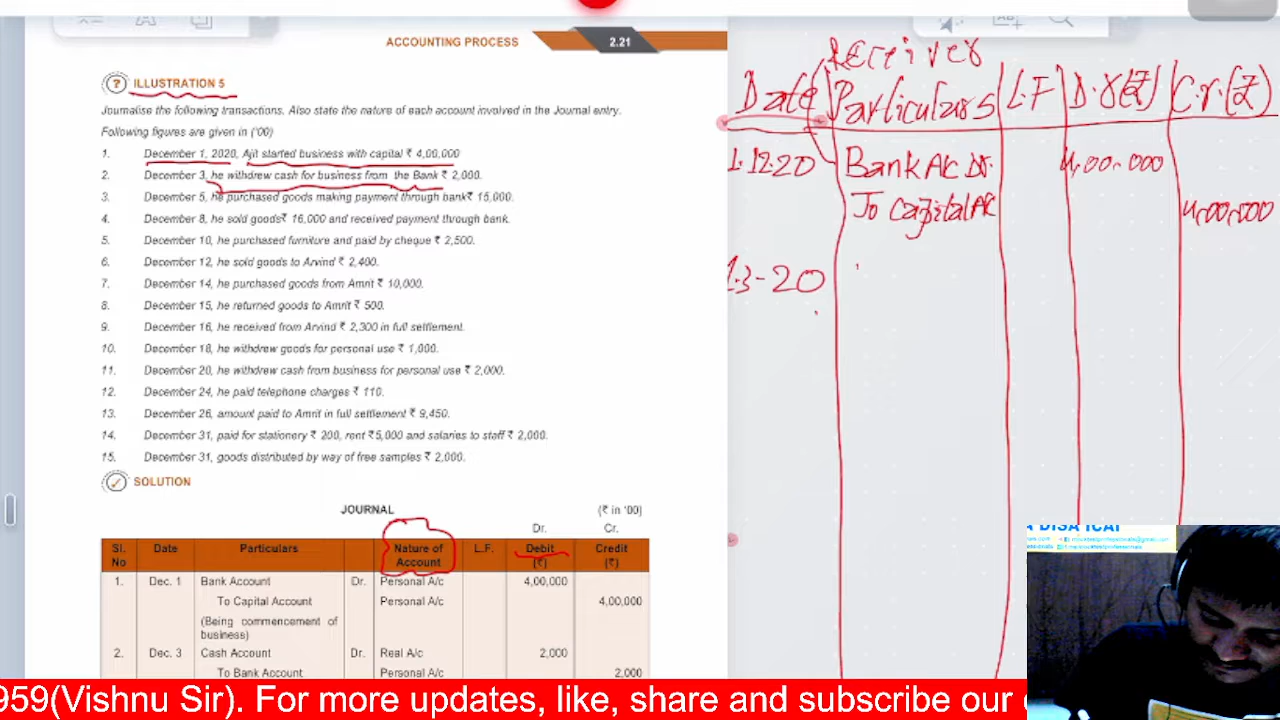 ACCOUNTING PROCESS 2.21
? ILLUSTRATION 5
Journalise the following transactions. Also state the nature of each account involved in the Journal entry.
Following figures are given in ('00)
1. December 1, 2020, Ajit started business with capital ₹ 4,00,000
2. December 3, he withdrew cash for business from the Bank ₹ 2,000.
3. December 5, he purchased goods making payment through bank₹ 15,000.
4. December 8, he sold goods₹ 16,000 and received payment through bank.
5. December 10, he purchased furniture and paid by cheque ₹ 2,500.
6. December 12, he sold goods to Arvind ₹ 2,400.
7. December 14, he purchased goods from Amrit ₹ 10,000.
8. December 15, he returned goods to Amrit ₹ 500.
9. December 16, he received from Arvind ₹ 2,300 in full settlement.
10. December 18, he withdrew goods for personal use ₹ 1,000.
11. December 20, he withdrew cash from business for personal use ₹ 2,000.
12. December 24, he paid telephone charges ₹ 110.
13. December 26, amount paid to Amrit in full settlement ₹ 9,450.
14. December 31, paid for stationery ₹ 200, rent ₹5,000 and salaries to staff ₹ 2,000.
15. December 31, goods distributed by way of free samples ₹ 2,000.
SOLUTION
JOURNAL (₹ in '00)
Dr. Cr.
Sl. No Date Particulars Nature of Account L.F. Debit (₹) Credit (₹)
1. Dec. 1 Bank Account Dr. Personal A/c 4,00,000
To Capital Account Personal A/c 4,00,000
(Being commencement of
business)
2. Dec. 3 Cash Account Dr. Real A/c 2,000
To Bank Account Personal A/c 2,000
Receiver
Date Particulars L.F D.r(₹) C.r.(₹)
1.12.20 Bank Ac Dr. 4,00,000
To Capital Ac 4,00,000
1.3-20
A DISA ICAI
959(Vishnu Sir). For more updates, like, share and subscribe our